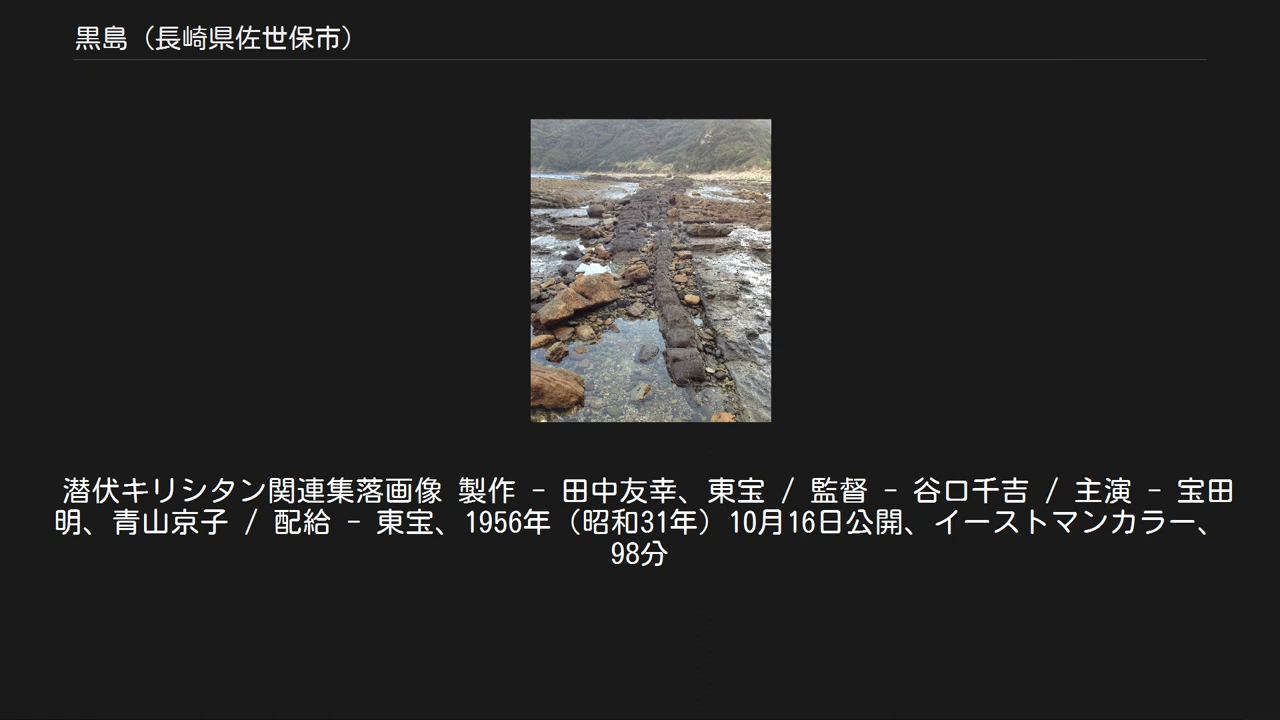 黒島（長崎県佐世保市）
潜伏キリシタン関連集落画像 製作 - 田中友幸、東宝 / 監督 - 谷口千吉 / 主演 - 宝田
明、青山京子 / 配給 - 東宝、1956年（昭和31年）10月16日公開、イーストマンカラー、
98分